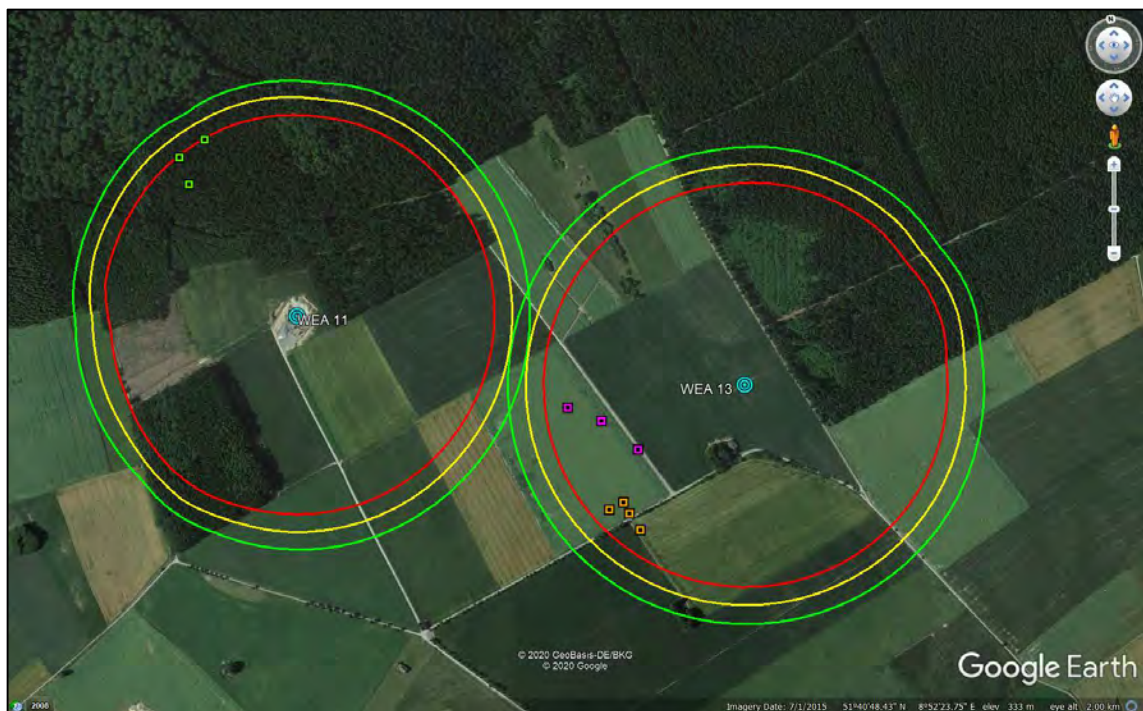 N
WEA 11
WEA 13
© 2020 GeoBasis-DE/BKG
© 2020 Google
Google Earth
2006
Imagery Date: 7/1/2015 51°40'48.43" N 8°52'23.75" E elev 333 m eye alt 2.00 km